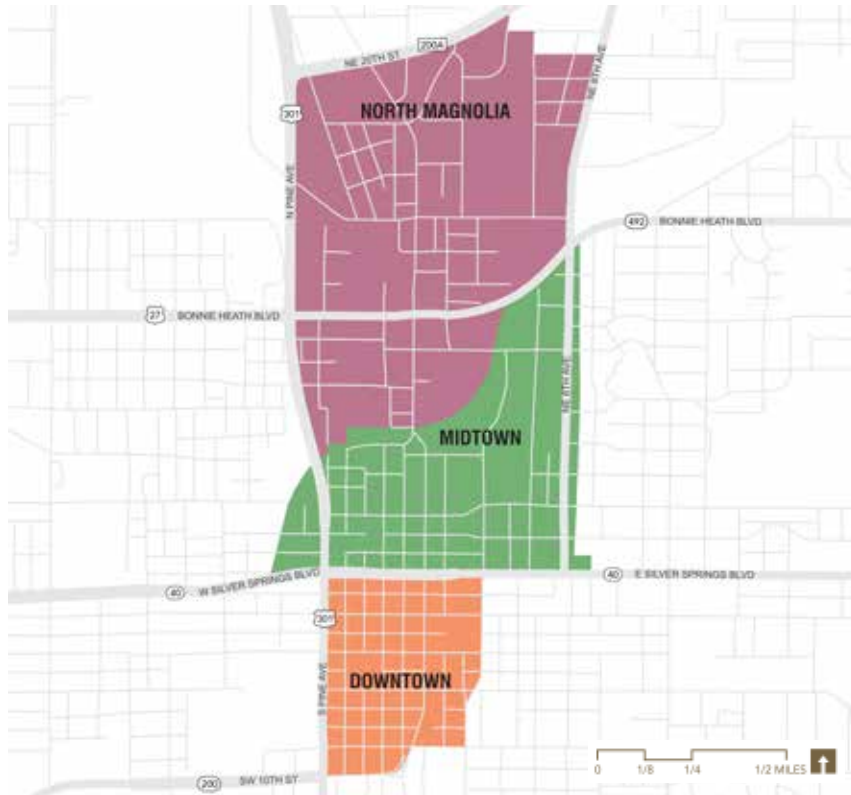 200A
NE 20TH ST
NE 8TH AVE
NORTH MAGNOLIA
301
N PINE AVE
492
BONNIE HEATH BLVD
27
BONNIE HEATH BLVD
NE 8TH AVE
MIDTOWN
40
W SILVER SPRINGS BLVD
40
E SILVER SPRINGS BLVD
301
DOWNTOWN
S PINE AVE
200
SW 10TH ST
0 1/8 1/4 1/2 MILES